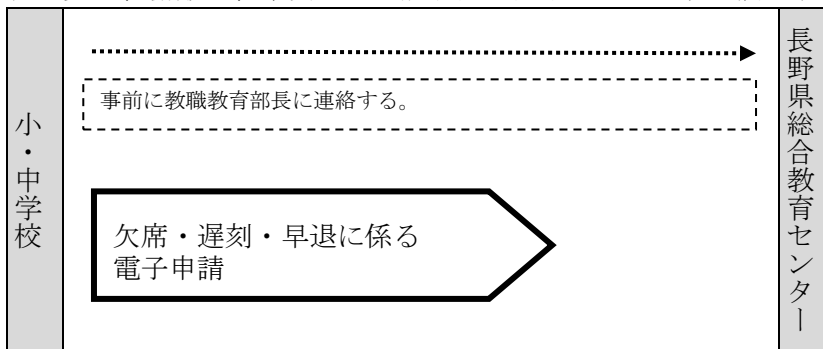 小・中学校
事前に教職教育部長に連絡する。
欠席・遅刻・早退に係る
電子申請
長野県総合教育センター